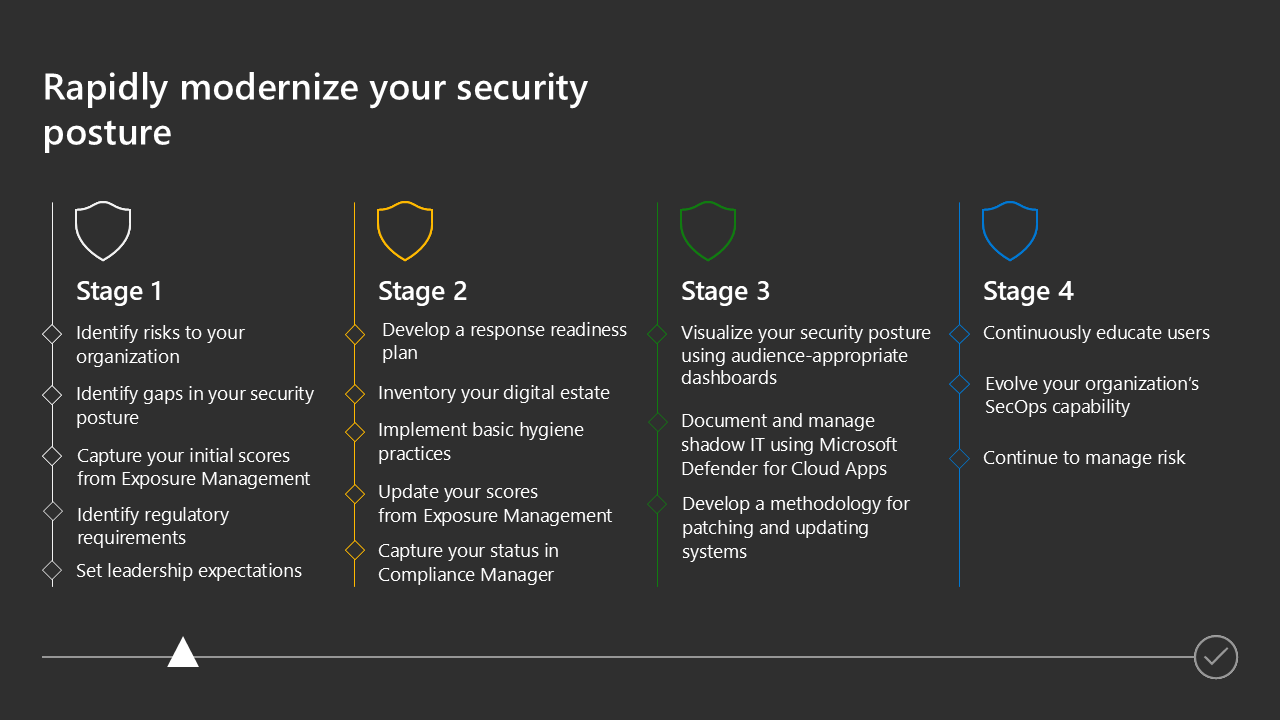 Rapidly modernize your security
posture
Stage 1
Identify risks to your
organization
Identify gaps in your security
posture
Capture your initial scores
from Exposure Management
Identify regulatory
requirements
Set leadership expectations
Stage 2
Develop a response readiness
plan
Inventory your digital estate
Implement basic hygiene
practices
Update your scores
from Exposure Management
Capture your status in
Compliance Manager
Stage 3
Visualize your security posture
using audience-appropriate
dashboards
Document and manage
shadow IT using Microsoft
Defender for Cloud Apps
Develop a methodology for
patching and updating
systems
Stage 4
Continuously educate users
Evolve your organization’s
SecOps capability
Continue to manage risk